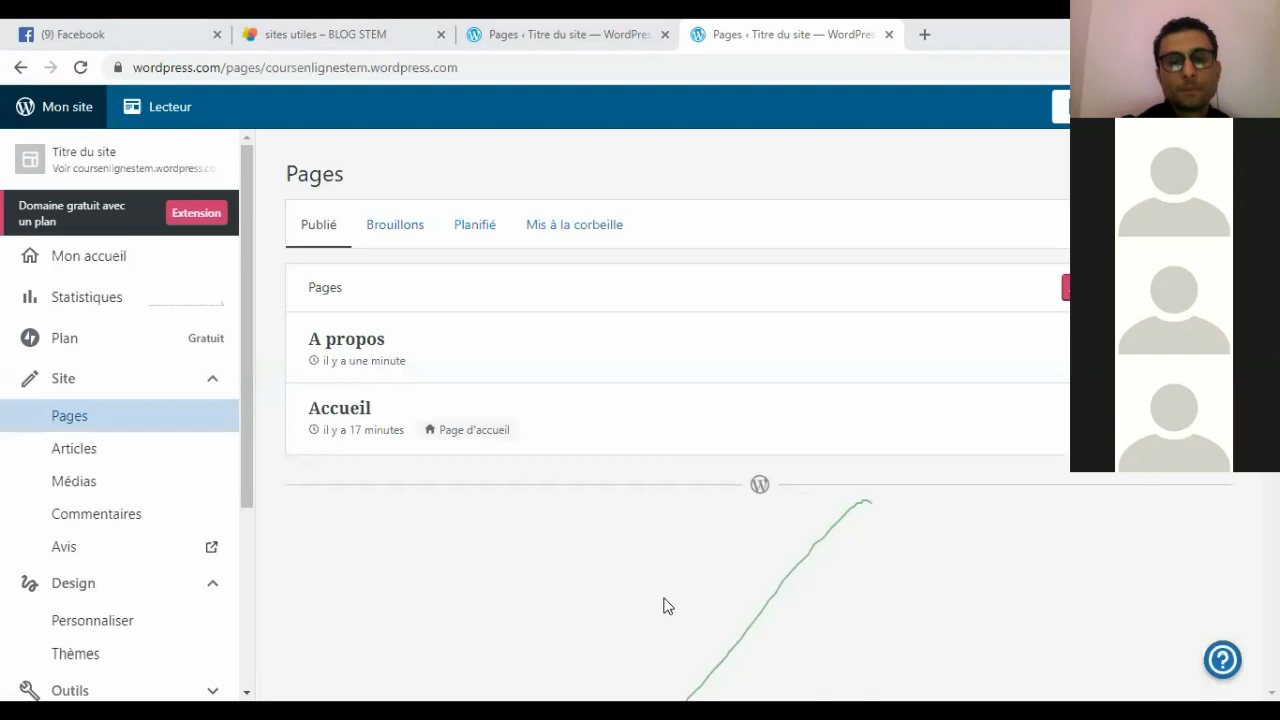 (9) Facebook
sites utiles – BLOG STEM
Pages ‹ Titre du site — WordPres
Pages ‹ Titre du site — WordPres
wordpress.com/pages/coursenlignestem.wordpress.com
Mon site
Lecteur
Titre du site
Voir coursenlignestem.wordpress.co
Domaine gratuit avec
un plan
Extension
Mon accueil
Statistiques
Plan
Gratuit
Site
Pages
Articles
Médias
Commentaires
Avis
Design
Personnaliser
Thèmes
Outils
Pages
Publié
Brouillons
Planifié
Mis à la corbeille
Pages
A propos
il y a une minute
Accueil
il y a 17 minutes
Page d'accueil